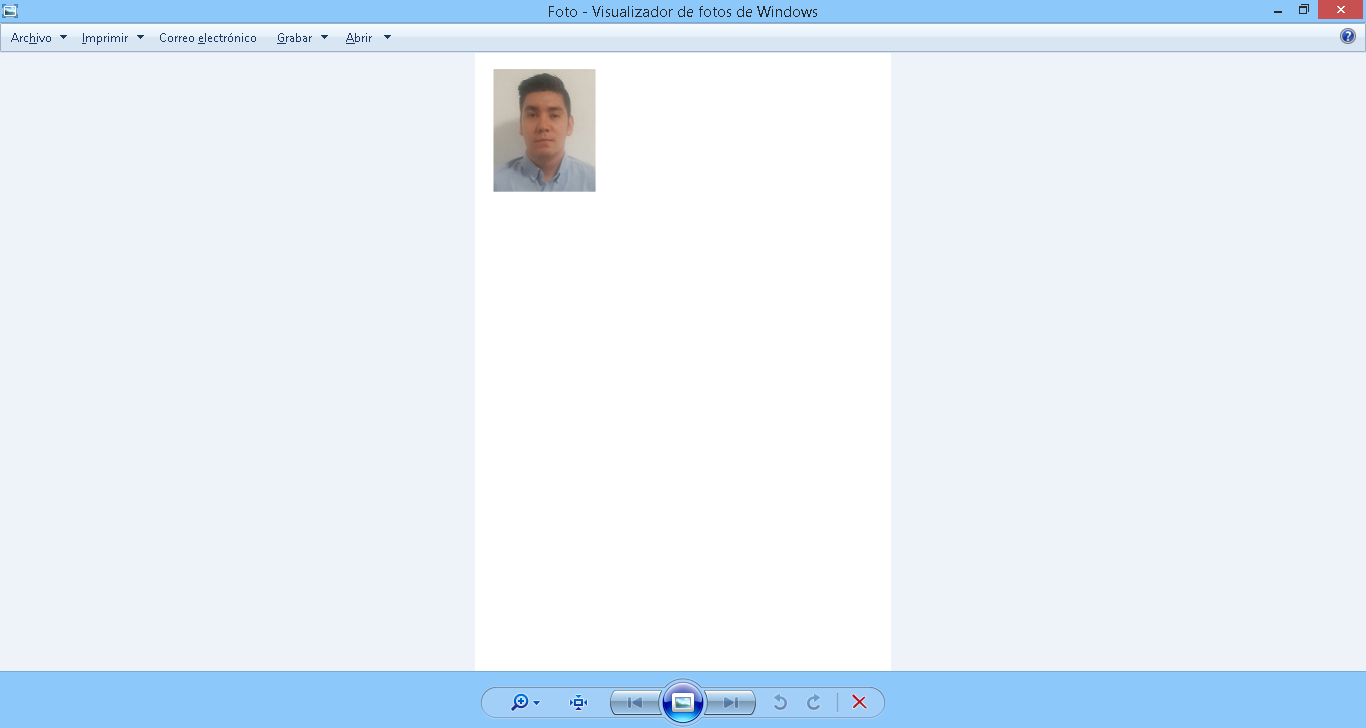 Foto - Visualizador de fotos de Windows
Archivo Imprimir Correo electrónico Grabar Abrir